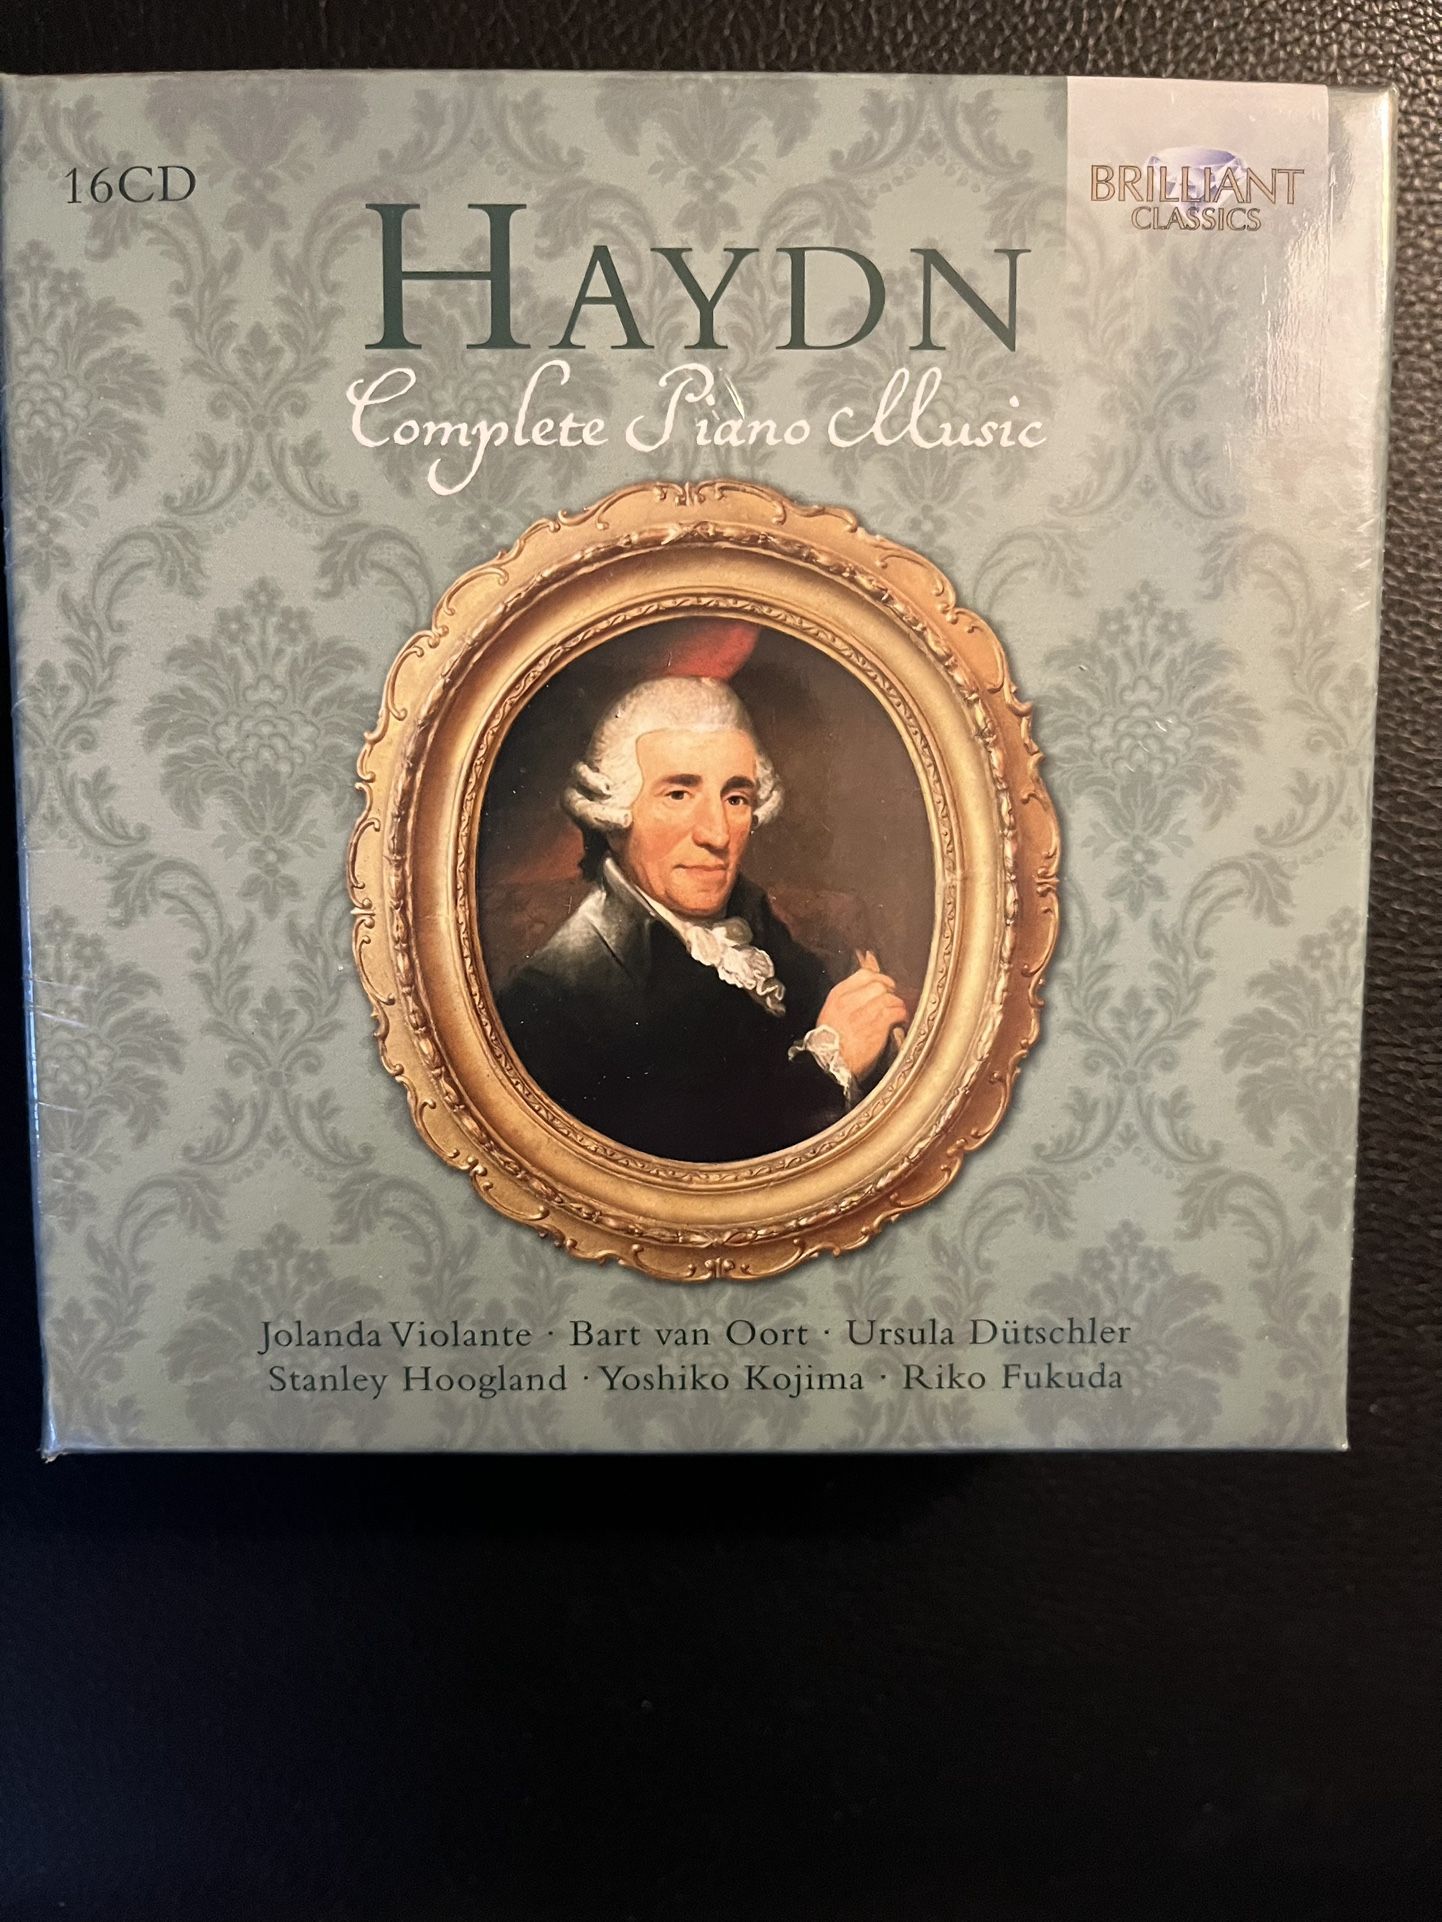 16CD
BRILLIANT
CLASSICS
HAYDN
Complete Piano Music
Jolanda Violante · Bart van Oort · Ursula Dütschler
Stanley Hoogland · Yoshiko Kojima · Riko Fukuda